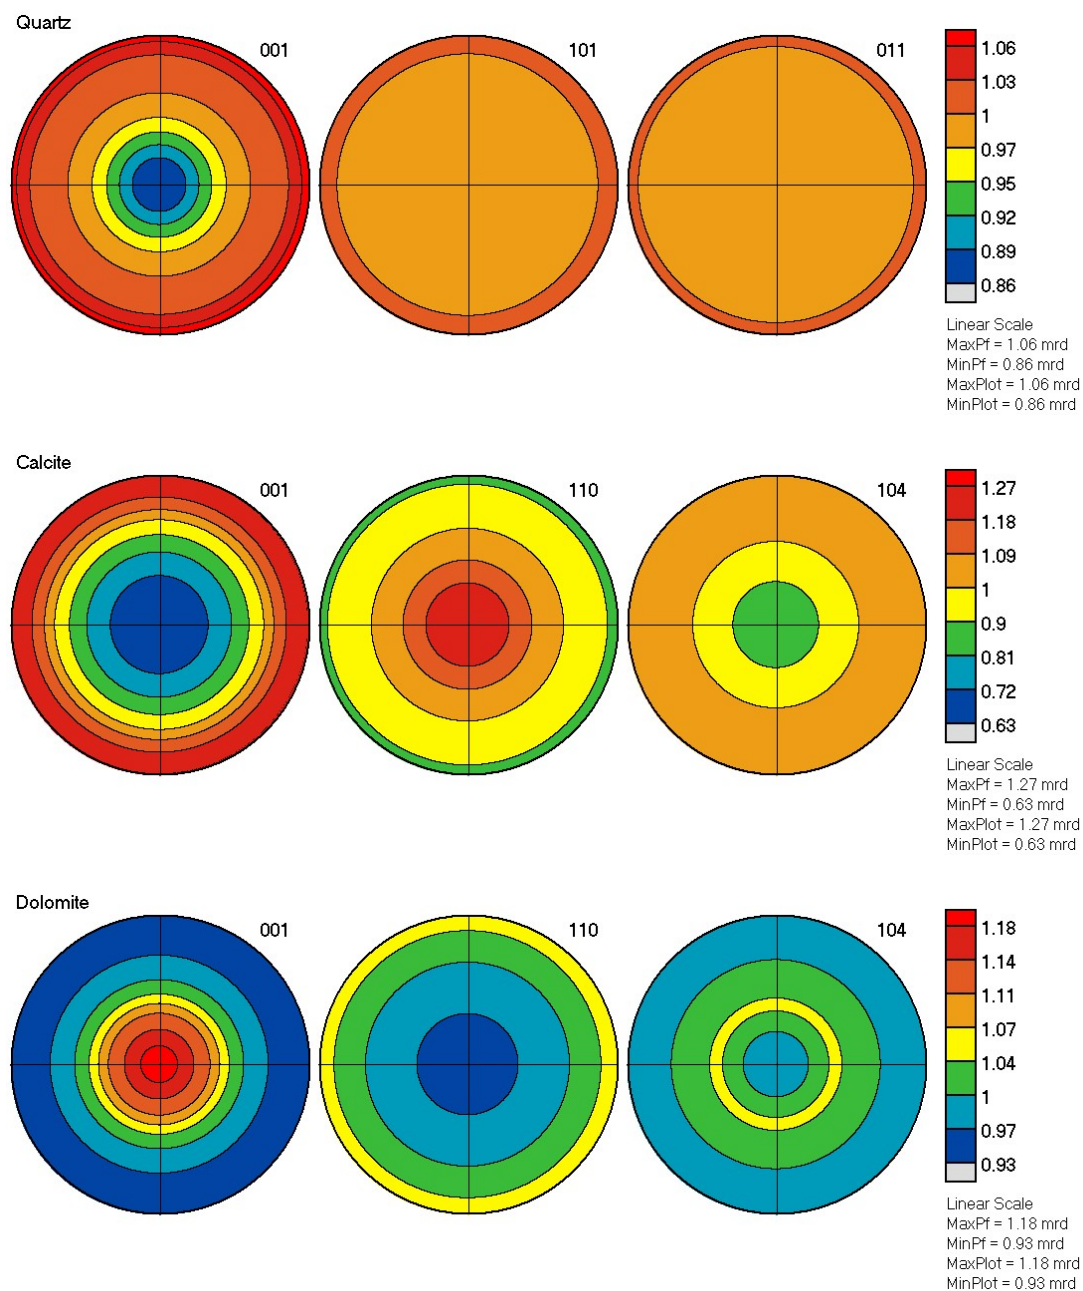 Quartz
001
101
011
1.06
1.03
1
0.97
0.95
0.92
0.89
0.86
Linear Scale
MaxPf = 1.06 mrd
MinPf = 0.86 mrd
MaxPlot = 1.06 mrd
MinPlot = 0.86 mrd
Calcite
001
110
104
1.27
1.18
1.09
1
0.9
0.81
0.72
0.63
Linear Scale
MaxPf = 1.27 mrd
MinPf = 0.63 mrd
MaxPlot = 1.27 mrd
MinPlot = 0.63 mrd
Dolomite
001
110
104
1.18
1.14
1.11
1.07
1.04
1
0.97
0.93
Linear Scale
MaxPf = 1.18 mrd
MinPf = 0.93 mrd
MaxPlot = 1.18 mrd
MinPlot = 0.93 mrd